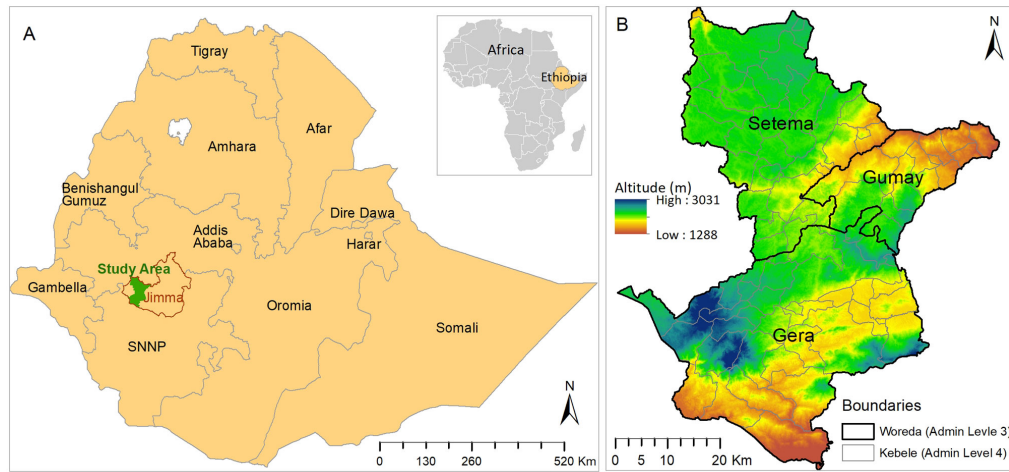 A
Tigray
Afar
Amhara
Benishangul
Gumuz
Dire Dawa
Addis
Ababa
Harar
Study Area
Gambella
Jimma
Oromia
SNNP
Somali
N
0 130 260 520 Km
Africa
Ethiopia
B
N
Setema
Gumay
Altitude (m)
High : 3031
Low : 1288
Gera
Boundaries
Woreda (Admin Levle 3)
Kebele (Admin Level 4)
0 10 20 Km